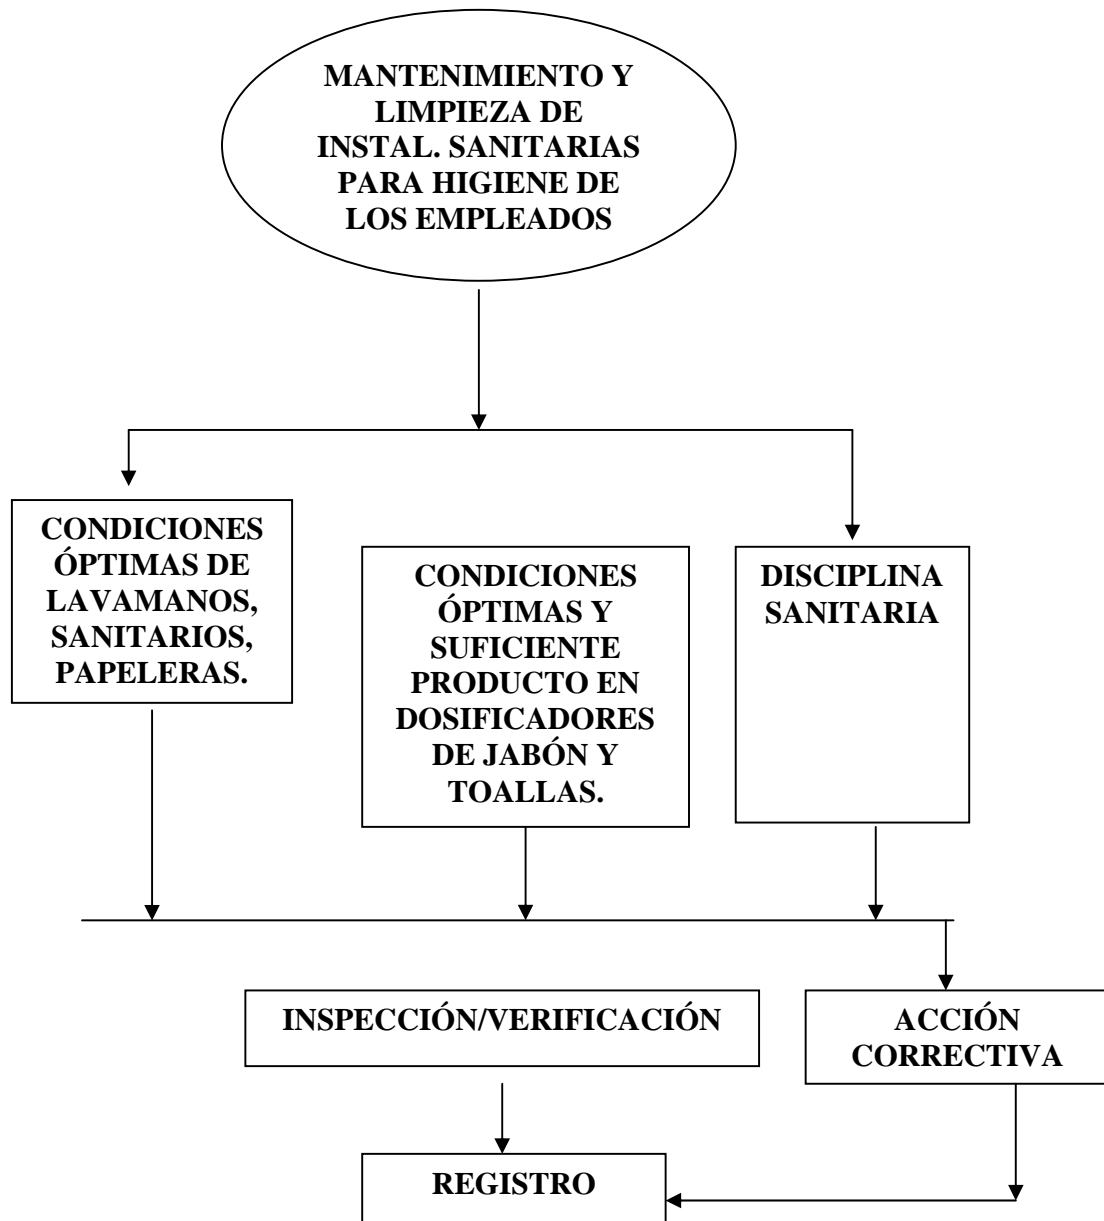 MANTENIMIENTO Y
LIMPIEZA DE
INSTAL. SANITARIAS
PARA HIGIENE DE
LOS EMPLEADOS
CONDICIONES
ÓPTIMAS DE
LAVAMANOS,
SANITARIOS,
PAPELERAS.
CONDICIONES
ÓPTIMAS Y
SUFICIENTE
PRODUCTO EN
DOSIFICADORES
DE JABÓN Y
TOALLAS.
DISCIPLINA
SANITARIA
INSPECCIÓN/VERIFICACIÓN
ACCIÓN
CORRECTIVA
REGISTRO